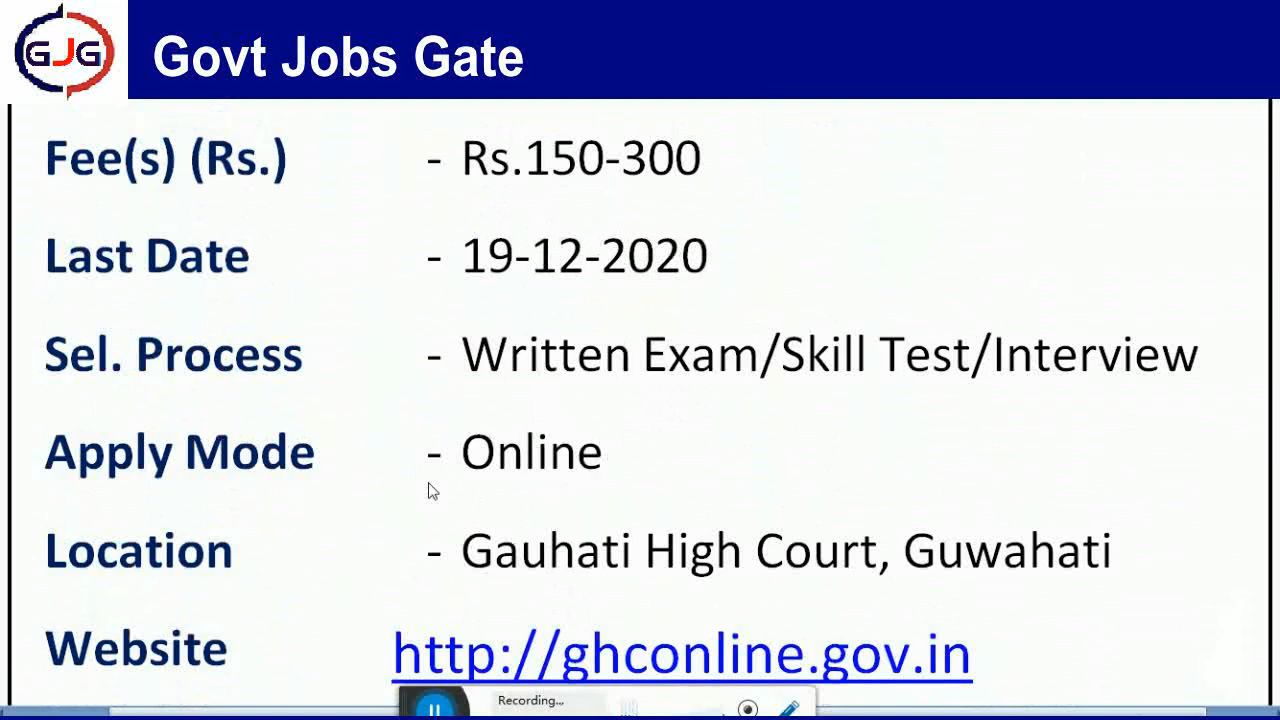 GJG Govt Jobs Gate
Fee(s) (Rs.) - Rs.150-300
Last Date - 19-12-2020
Sel. Process - Written Exam/Skill Test/Interview
Apply Mode - Online
Location - Gauhati High Court, Guwahati
Website http://ghconline.gov.in
Recording...